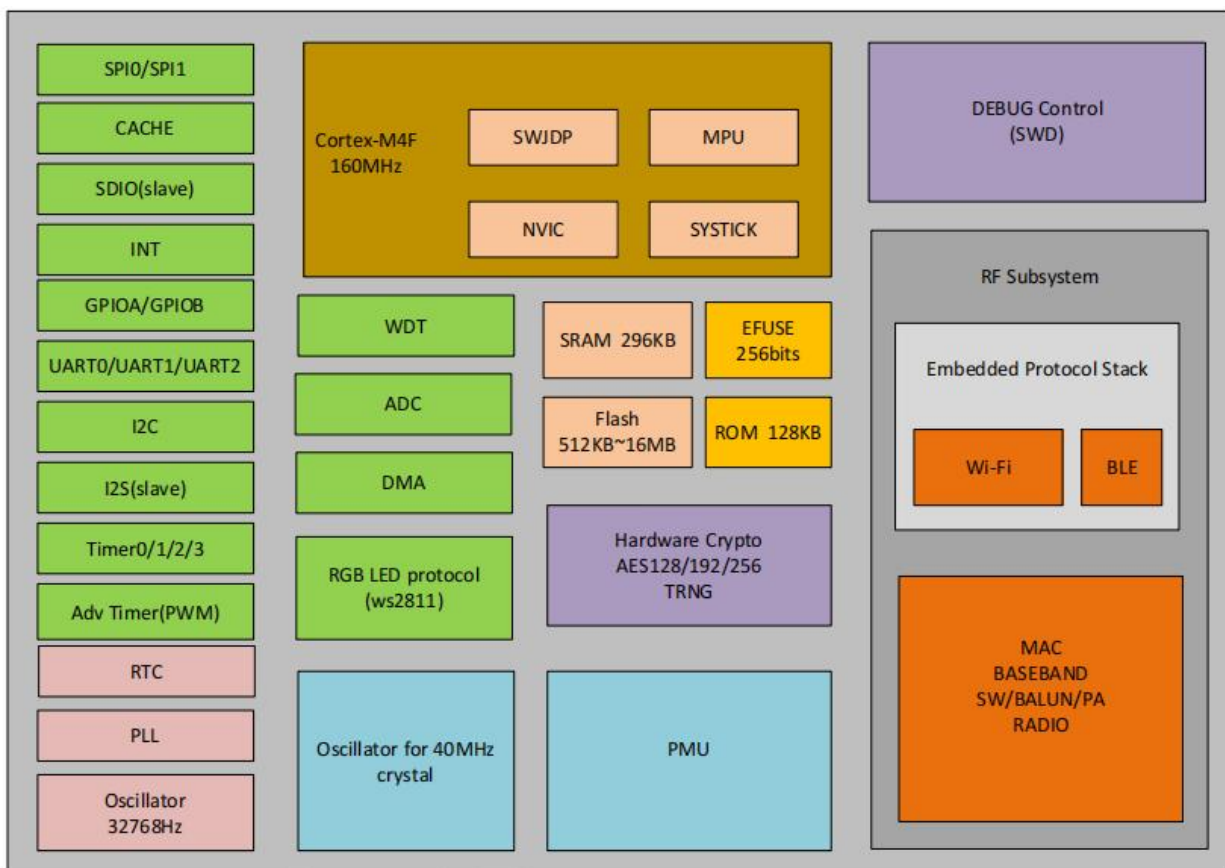 SPI0/SPI1
CACHE
SDIO(slave)
INT
GPIOA/GPIOB
UART0/UART1/UART2
I2C
I2S(slave)
Timer0/1/2/3
Adv Timer(PWM)
RTC
PLL
Oscillator
32768Hz
Cortex-M4F
160MHz
SWJDP
MPU
NVIC
SYSTICK
WDT
ADC
DMA
RGB LED protocol
(ws2811)
Oscillator for 40MHz
crystal
SRAM 296KB
EFUSE
256bits
Flash
512KB~16MB
ROM 128KB
Hardware Crypto
AES128/192/256
TRNG
PMU
DEBUG Control
(SWD)
RF Subsystem
Embedded Protocol Stack
Wi-Fi
BLE
MAC
BASEBAND
SW/BALUN/PA
RADIO